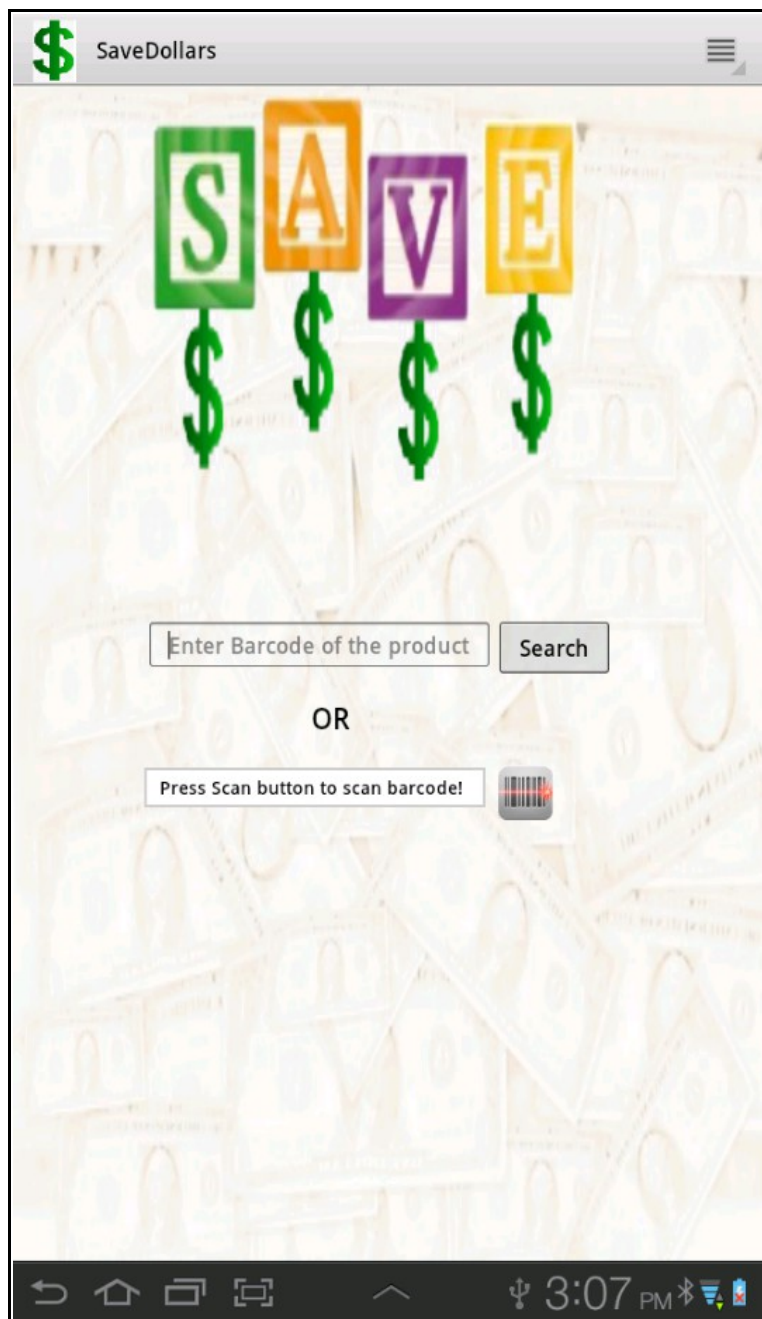 $ SaveDollars
S A V E
$ $ $ $
Enter Barcode of the product Search
OR
Press Scan button to scan barcode!
3:07 PM